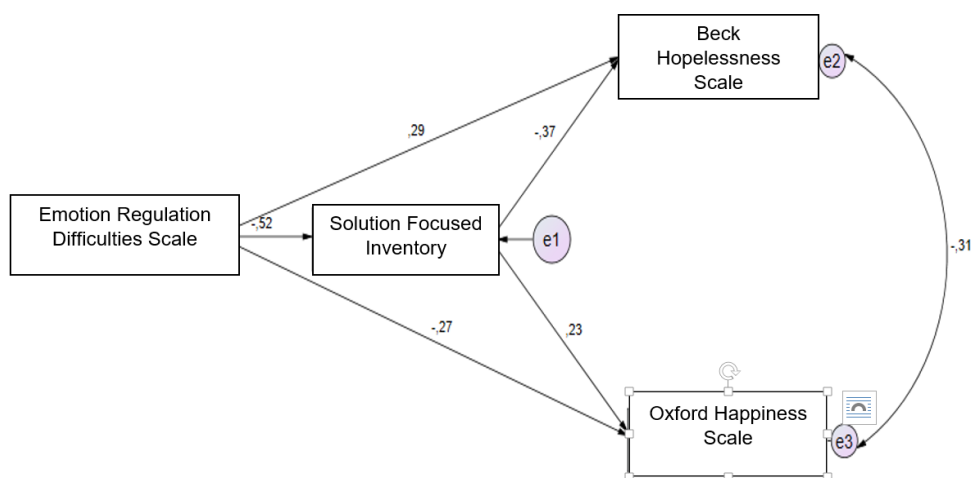 Beck
Hopelessness
Scale
e2
,29
-,37
Emotion Regulation
Difficulties Scale
-,52
Solution Focused
Inventory
e1
-,31
-,27
,23
Oxford Happiness
Scale
e3